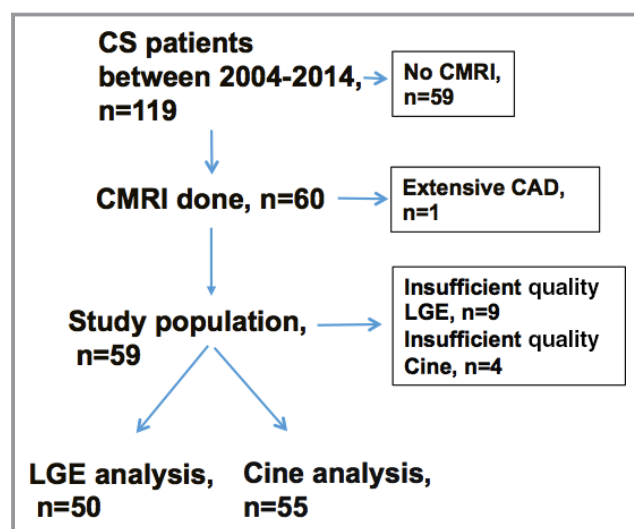 CS patients
between 2004-2014,
n=119
No CMRI,
n=59
CMRI done, n=60
Extensive CAD,
n=1
Study population,
n=59
Insufficient quality
LGE, n=9
Insufficient quality
Cine, n=4
LGE analysis,
n=50
Cine analysis,
n=55